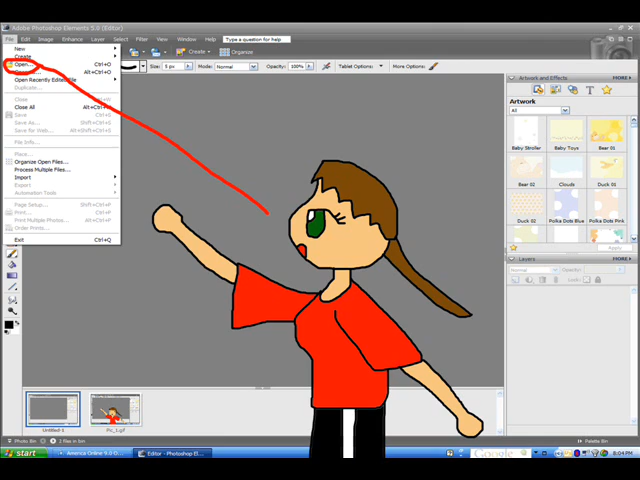 Adobe Photoshop Elements 5.0 (Editor)
File Edit Image Enhance Layer Select Filter View Window Help Type a question for help
New
Create
Open... Ctrl+O
Alt+Ctrl+O
Open Recently Edited File
Duplicate...
Close Ctrl+W
Close All Alt+Ctrl+
Save Ctrl+S
Save As... Shift+Ctrl+S
Save for Web... Alt+Shift+Ctrl+S
File Info...
Place...
Organize Open Files...
Process Multiple Files...
Import
Export
Automation Tools
Page Setup... Shift+Ctrl+P
Print... Ctrl+P
Print Multiple Photos... Alt+Ctrl+P
Order Prints...
Exit Ctrl+Q
Create Organize
Size: 5 px Mode: Normal Opacity: 100% Tablet Options: More Options:
Artwork and Effects MORE
Artwork
All
Baby Stroller Baby Toys Bear 01
Bear 02 Clouds Duck 01
Duck 02 Polka Dots Blue Polka Dots Pink
Apply
Layers MORE
Normal Opacity:
Lock:
Untitled-1 Pic_1.gif
Photo Bin 2 files in bin Palette Bin
start America Online 9.0 O... Editor - Photoshop Ele... Google 8:04 PM